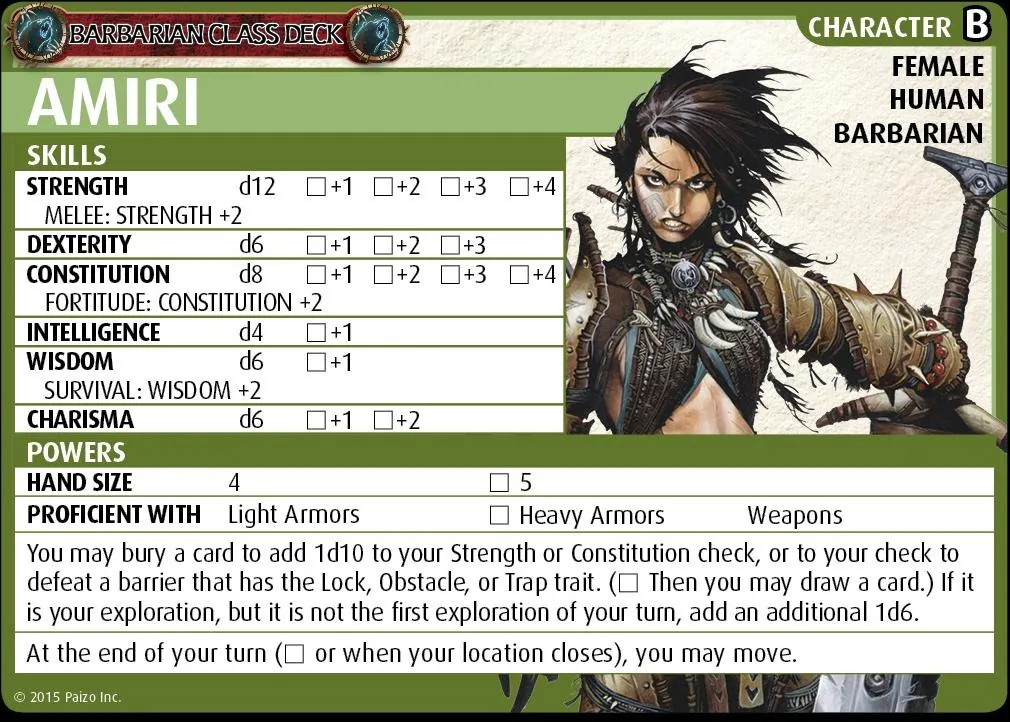 BARBARIAN CLASS DECK
CHARACTER B
AMIRI
FEMALE
HUMAN
BARBARIAN
SKILLS
STRENGTH d12 ☐ +1 ☐ +2 ☐ +3 ☐ +4
MELEE: STRENGTH +2
DEXTERITY d6 ☐ +1 ☐ +2 ☐ +3
CONSTITUTION d8 ☐ +1 ☐ +2 ☐ +3 ☐ +4
FORTITUDE: CONSTITUTION +2
INTELLIGENCE d4 ☐ +1
WISDOM d6 ☐ +1
SURVIVAL: WISDOM +2
CHARISMA d6 ☐ +1 ☐ +2
POWERS
HAND SIZE 4 ☐ 5
PROFICIENT WITH Light Armors ☐ Heavy Armors Weapons
You may bury a card to add 1d10 to your Strength or Constitution check, or to your check to
defeat a barrier that has the Lock, Obstacle, or Trap trait. (☐ Then you may draw a card.) If it
is your exploration, but it is not the first exploration of your turn, add an additional 1d6.
At the end of your turn (☐ or when your location closes), you may move.
© 2015 Paizo Inc.